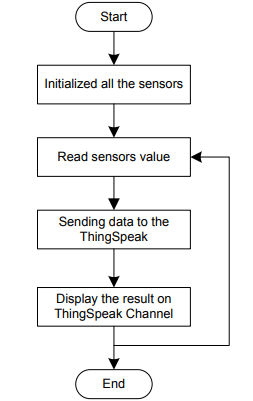 Start
Initialized all the sensors
Read sensors value
Sending data to the
ThingSpeak
Display the result on
ThingSpeak Channel
End